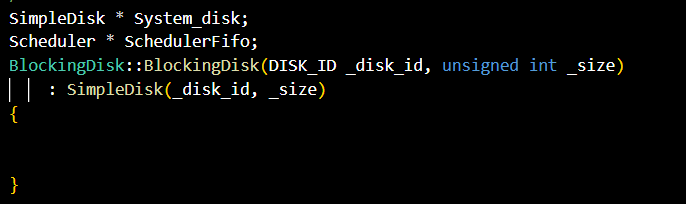 SimpleDisk * System_disk;
Scheduler * SchedulerFifo;
BlockingDisk::BlockingDisk(DISK_ID _disk_id, unsigned int _size)
: SimpleDisk(_disk_id, _size)
{
}